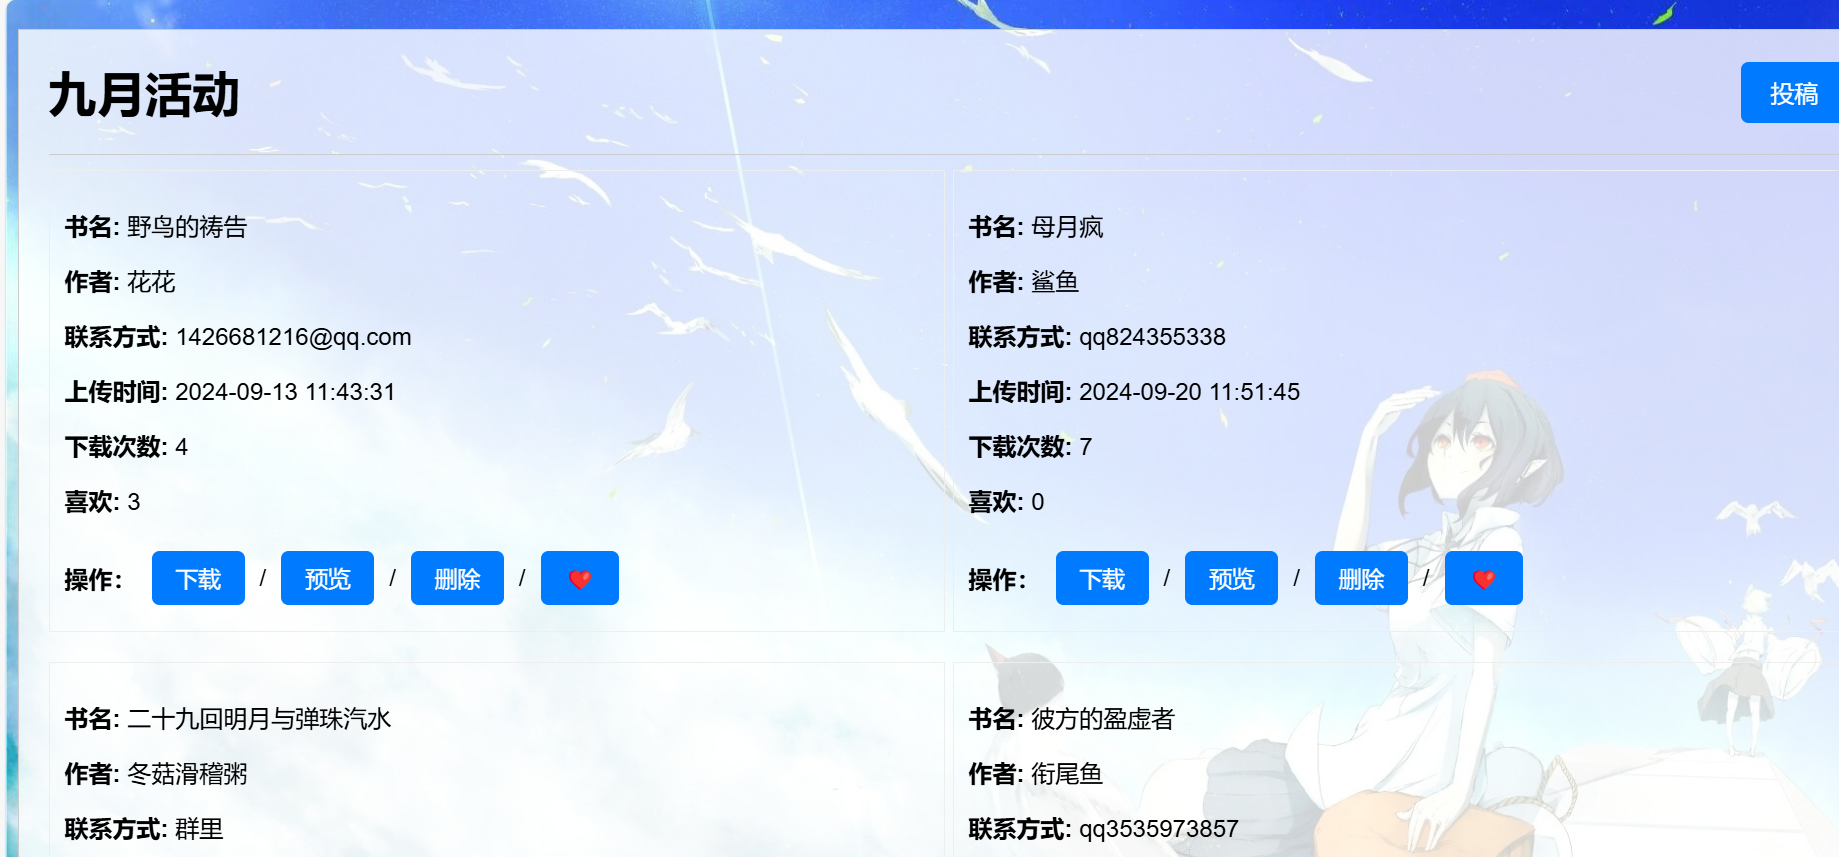 九月活动
投稿
书名: 野鸟的祷告
作者: 花花
联系方式: 1426681216@qq.com
上传时间: 2024-09-13 11:43:31
下载次数: 4
喜欢: 3
操作： 下载 / 预览 / 删除 / ❤️
书名: 母月疯
作者: 鲨鱼
联系方式: qq824355338
上传时间: 2024-09-20 11:51:45
下载次数: 7
喜欢: 0
操作： 下载 / 预览 / 删除 / ❤️
书名: 二十九回明月与弹珠汽水
作者: 冬菇滑稽粥
联系方式: 群里
书名: 彼方的盈虚者
作者: 衔尾鱼
联系方式: qq3535973857